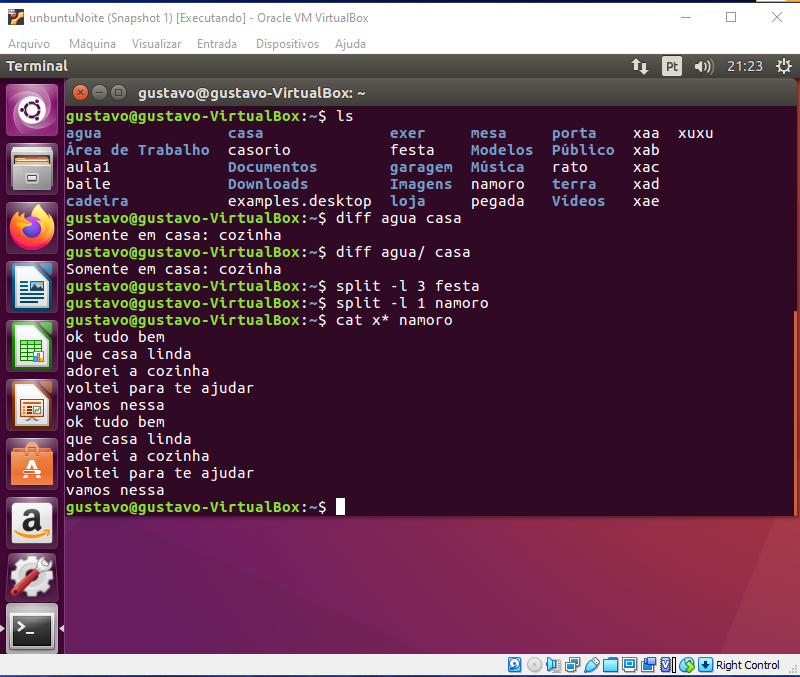 unbuntuNoite (Snapshot 1) [Executando] - Oracle VM VirtualBox
Arquivo Máquina Visualizar Entrada Dispositivos Ajuda
Terminal Pt 21:23
gustavo@gustavo-VirtualBox: ~
gustavo@gustavo-VirtualBox:~$ ls
agua casa exer mesa porta xaa xuxu
Área de Trabalho casorio festa Modelos Público xab
aula1 Documentos garagem Música rato xac
baile Downloads Imagens namoro terra xad
cadeira examples.desktop loja pegada Vídeos xae
gustavo@gustavo-VirtualBox:~$ diff agua casa
Somente em casa: cozinha
gustavo@gustavo-VirtualBox:~$ diff agua/ casa
Somente em casa: cozinha
gustavo@gustavo-VirtualBox:~$ split -l 3 festa
gustavo@gustavo-VirtualBox:~$ split -l 1 namoro
gustavo@gustavo-VirtualBox:~$ cat x* namoro
ok tudo bem
que casa linda
adorei a cozinha
voltei para te ajudar
vamos nessa
ok tudo bem
que casa linda
adorei a cozinha
voltei para te ajudar
vamos nessa
gustavo@gustavo-VirtualBox:~$
Right Control